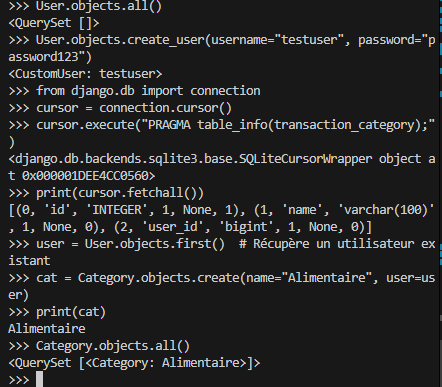 >>> User.objects.all()
<QuerySet []>
>>> User.objects.create_user(username="testuser", password="p
assword123")
<CustomUser: testuser>
>>> from django.db import connection
>>> cursor = connection.cursor()
>>> cursor.execute("PRAGMA table_info(transaction_category);"
)
<django.db.backends.sqlite3.base.SQLiteCursorWrapper object a
t 0x000001DEE4CC0560>
>>> print(cursor.fetchall())
[(0, 'id', 'INTEGER', 1, None, 1), (1, 'name', 'varchar(100)'
, 1, None, 0), (2, 'user_id', 'bigint', 1, None, 0)]
>>> user = User.objects.first()  # Récupère un utilisateur ex
istant
>>> cat = Category.objects.create(name="Alimentaire", user=us
er)
>>> print(cat)
Alimentaire
>>> Category.objects.all()
<QuerySet [<Category: Alimentaire>]>
>>>